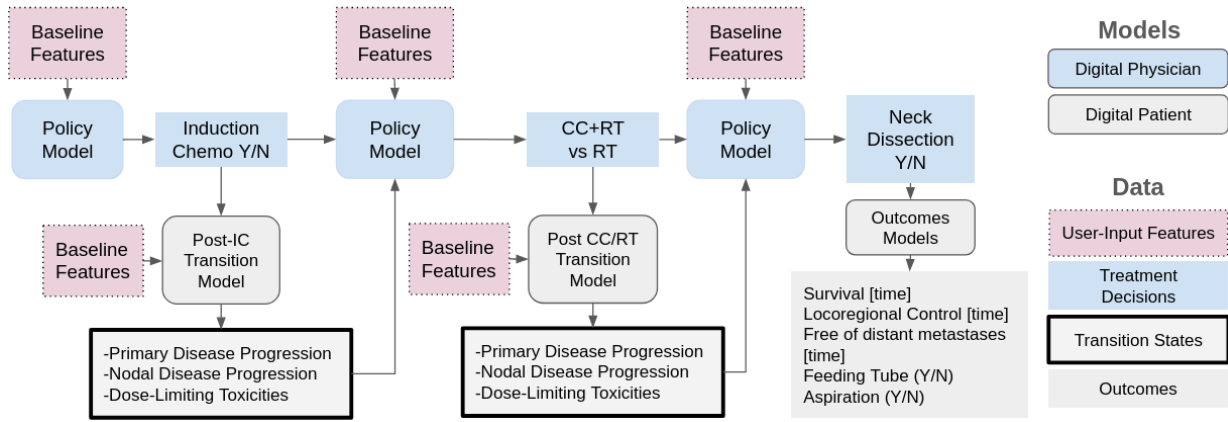 Baseline
Features
Baseline
Features
Baseline
Features
Policy
Model
Induction
Chemo Y/N
Policy
Model
CC+RT
vs RT
Policy
Model
Neck
Dissection
Y/N
Baseline
Features
Post-IC
Transition
Model
Baseline
Features
Post CC/RT
Transition
Model
Outcomes
Models
-Primary Disease Progression
-Nodal Disease Progression
-Dose-Limiting Toxicities
-Primary Disease Progression
-Nodal Disease Progression
-Dose-Limiting Toxicities
Survival [time]
Locoregional Control [time]
Free of distant metastases
[time]
Feeding Tube (Y/N)
Aspiration (Y/N)
Models
Digital Physician
Digital Patient
Data
User-Input Features
Treatment
Decisions
Transition States
Outcomes